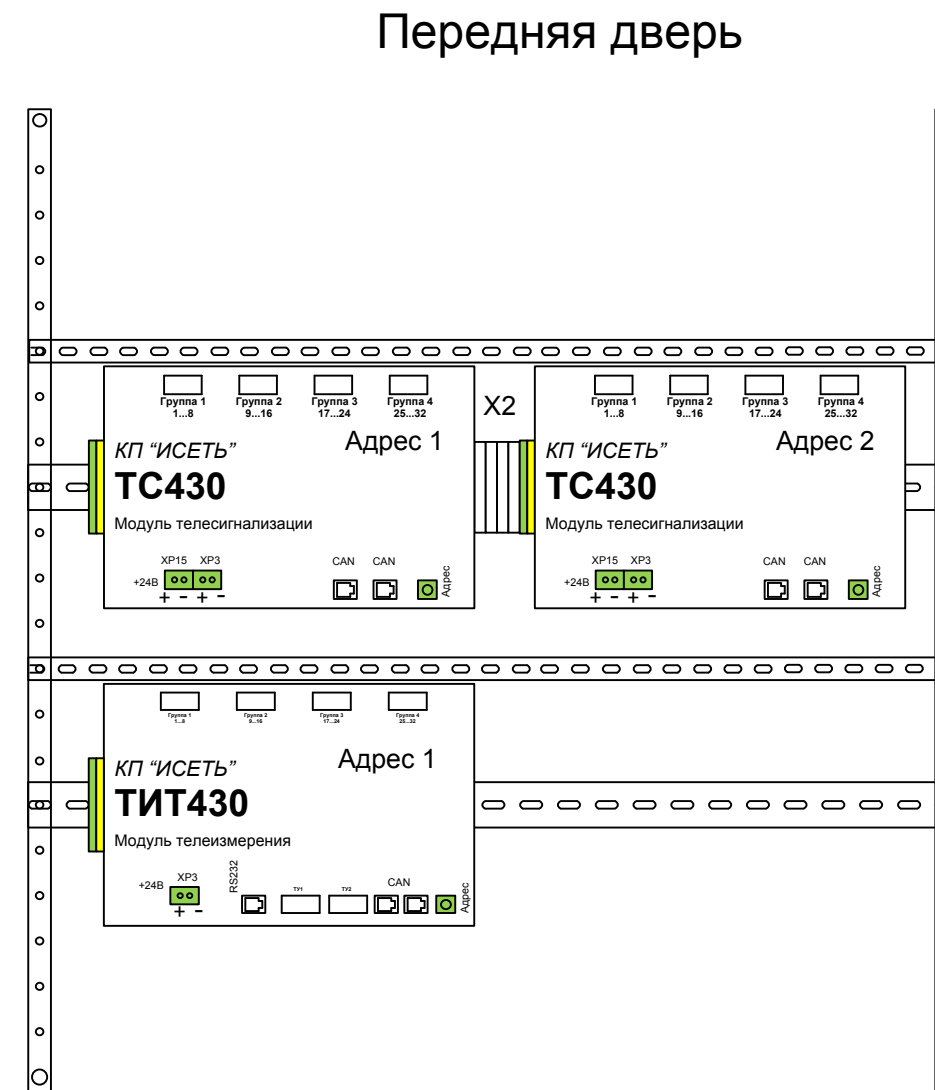 Передняя дверь
Группа 1 Группа 2 Группа 3 Группа 4
1...8 9...16 17...24 25...32
КП "ИСЕТЬ" Адрес 1
ТС430
Модуль телесигнализации
XP15 XP3 CAN CAN
+24В
+ - + -
Адрес
X2
Группа 1 Группа 2 Группа 3 Группа 4
1...8 9...16 17...24 25...32
КП "ИСЕТЬ" Адрес 2
ТС430
Модуль телесигнализации
XP15 XP3 CAN CAN
+24В
+ - + -
Адрес
Группа 1 Группа 2 Группа 3 Группа 4
1...8 9...16 17...24 25...32
КП "ИСЕТЬ" Адрес 1
ТИТ430
Модуль телеизмерения
+24В XP3 RS232 ТУ1 ТУ2 CAN
+ -
Адрес